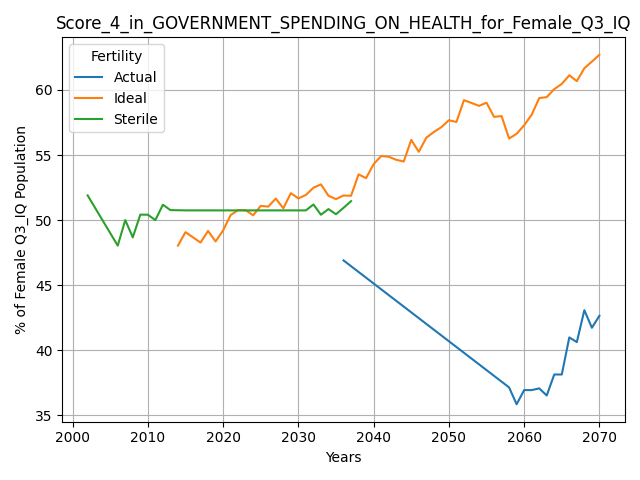 Score_4_in_GOVERNMENT_SPENDING_ON_HEALTH_for_Female_Q3_IQ
Fertility
Actual
Ideal
Sterile
% of Female Q3_IQ Population
60
55
50
45
40
35
2000 2010 2020 2030 2040 2050 2060 2070
Years